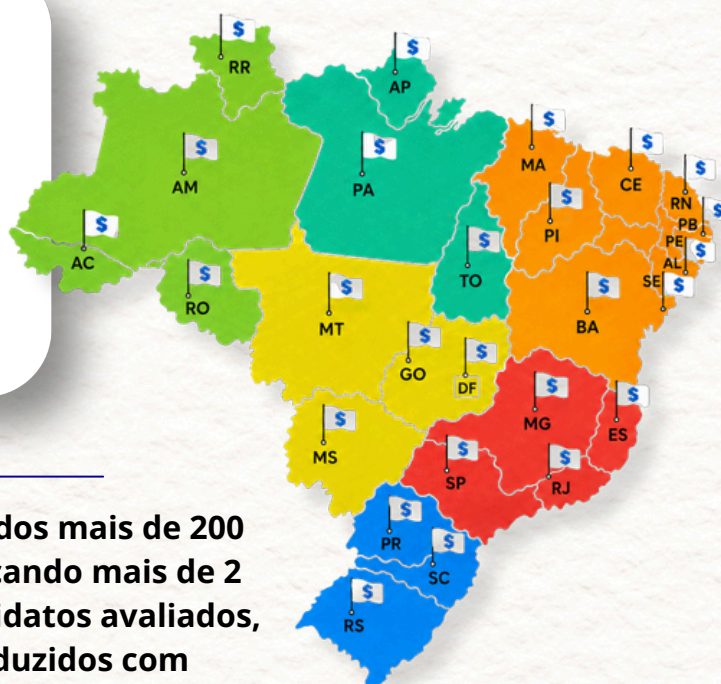 $
RR
$
AP
$
AM
$
PA
$
MA
$
CE
$
RN
$
PB
PE
$
AL
$
SE
$
PI
$
AC
$
RO
$
TO
$
MT
$
BA
$
GO
$
DF
$
MG
$
ES
$
MS
$
SP
$
RJ
$
PR
$
SC
$
RS
dos mais de 200
ando mais de 2
idatos avaliados,
duzidos com